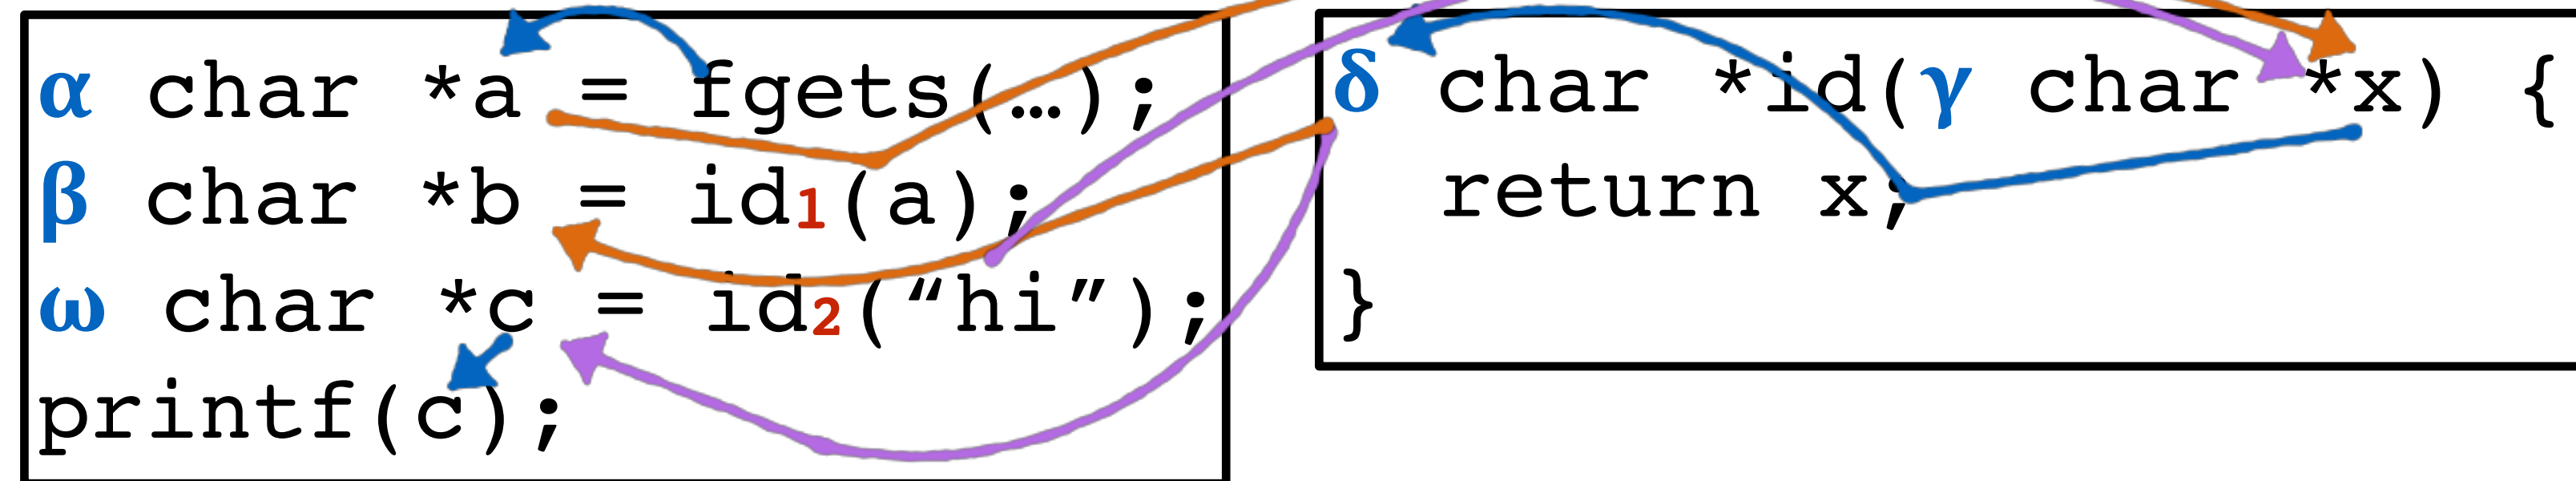 α char *a = fgets(…);
β char *b = id1(a);
ω char *c = id2(“hi”);
printf(c);
δ char *id(γ char *x) {
return x;
}